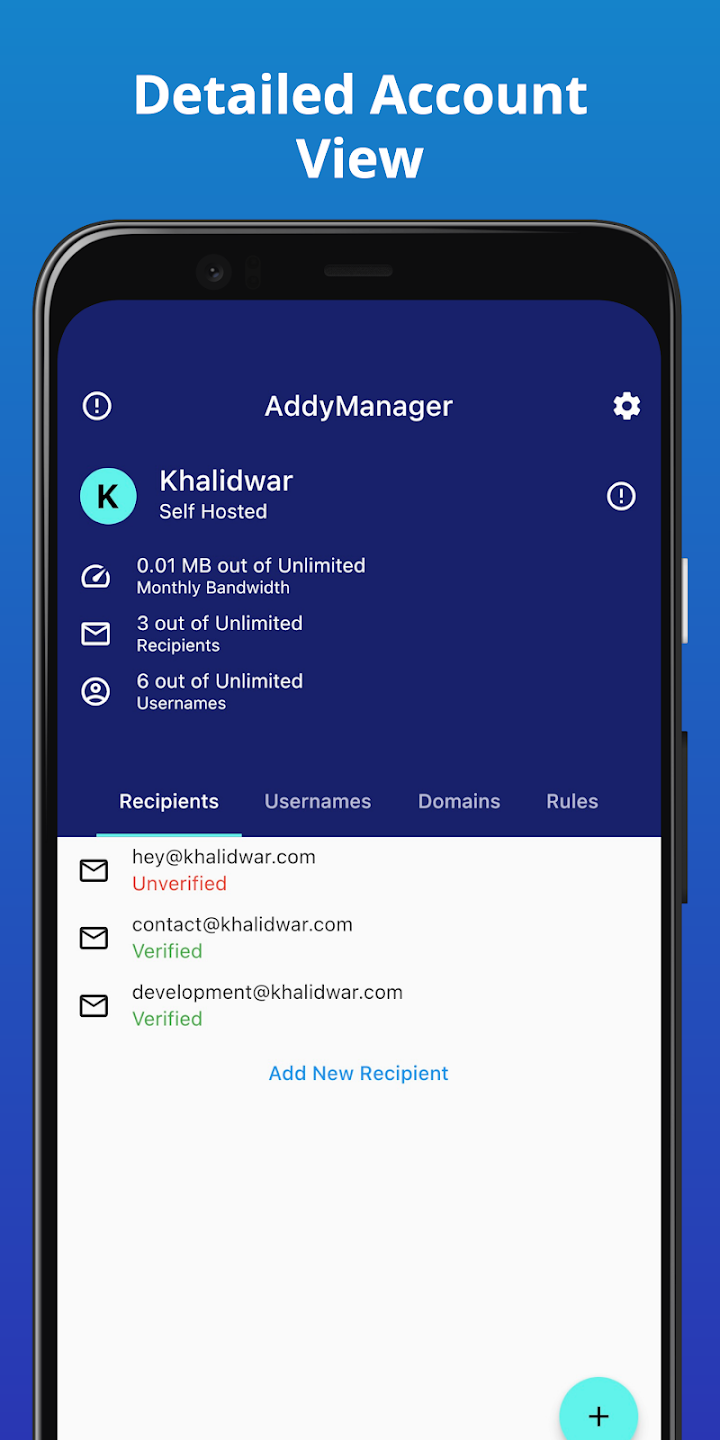 Detailed Account
View
AddyManager
K
Khalidwar
Self Hosted
0.01 MB out of Unlimited
Monthly Bandwidth
3 out of Unlimited
Recipients
6 out of Unlimited
Usernames
Recipients Usernames Domains Rules
hey@khalidwar.com
Unverified
contact@khalidwar.com
Verified
development@khalidwar.com
Verified
Add New Recipient
+